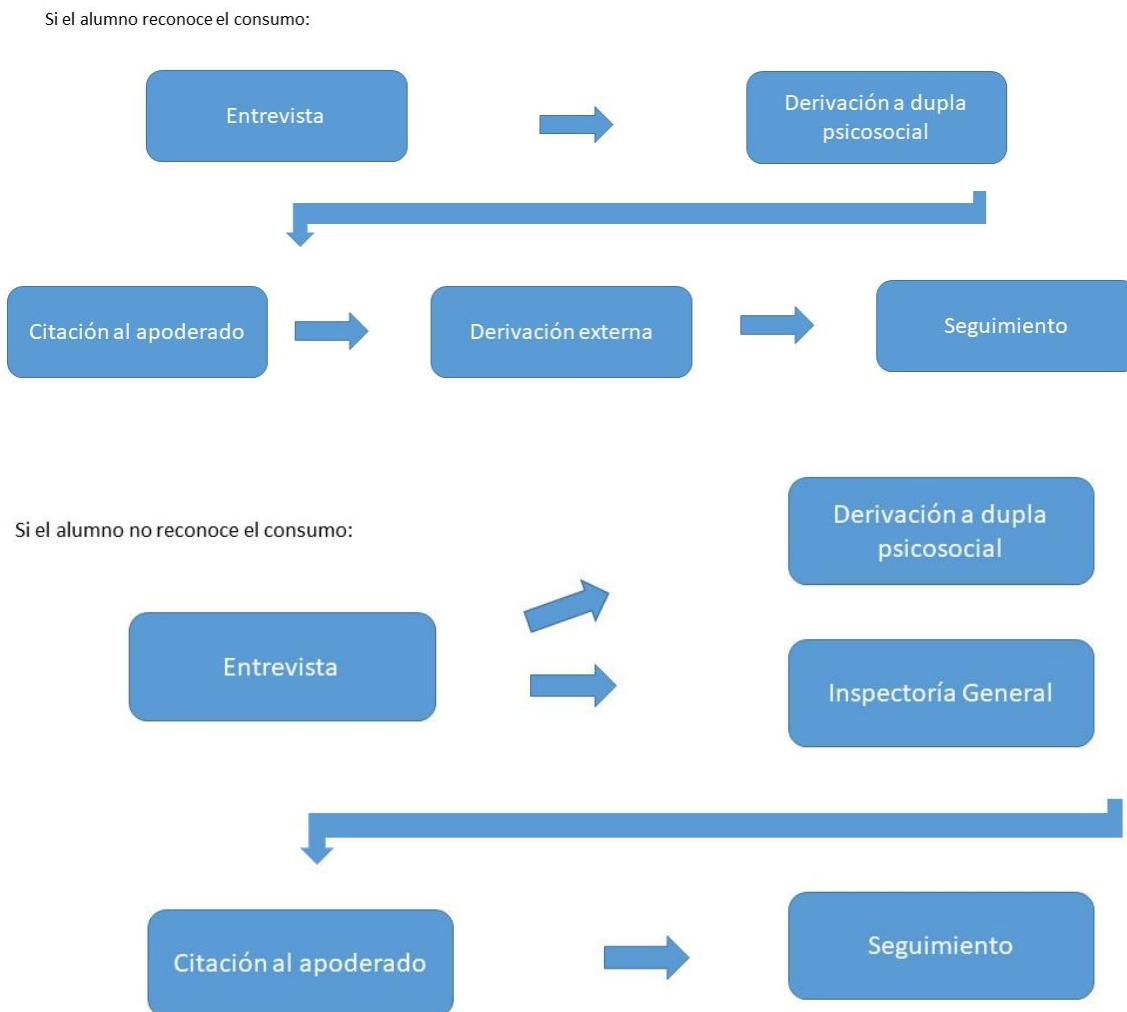 Si el alumno reconoce el consumo:
Entrevista
Derivación a dupla
psicosocial
Citación al apoderado
Derivación externa
Seguimiento
Si el alumno no reconoce el consumo:
Derivación a dupla
psicosocial
Entrevista
Inspectoría General
Citación al apoderado
Seguimiento